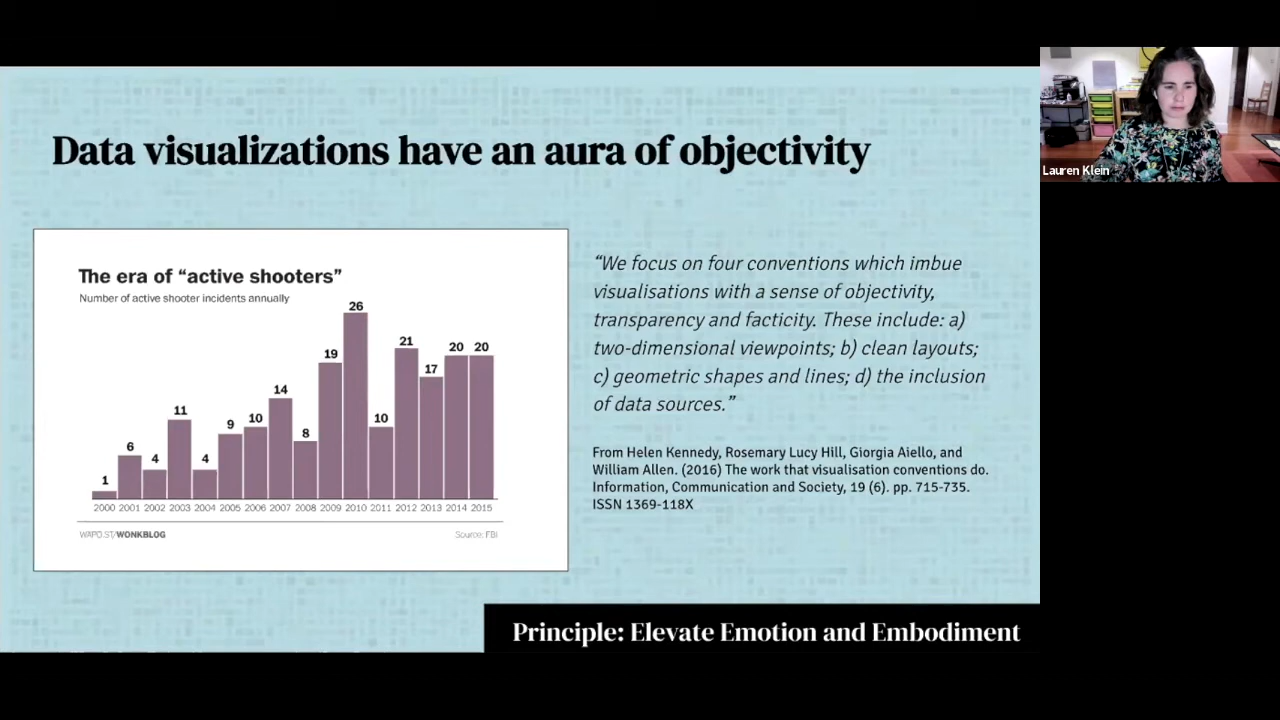 Data visualizations have an aura of objectivity
The era of “active shooters”
Number of active shooter incidents annually
1
6
4
11
4
9
10
14
8
19
26
10
21
17
20
20
2000 2001 2002 2003 2004 2005 2006 2007 2008 2009 2010 2011 2012 2013 2014 2015
WAPO.ST/WONKBLOG
Source: FBI
“We focus on four conventions which imbue
visualisations with a sense of objectivity,
transparency and facticity. These include: a)
two-dimensional viewpoints; b) clean layouts;
c) geometric shapes and lines; d) the inclusion
of data sources.”
From Helen Kennedy, Rosemary Lucy Hill, Giorgia Aiello, and
William Allen. (2016) The work that visualisation conventions do.
Information, Communication and Society, 19 (6). pp. 715-735.
ISSN 1369-118X
Principle: Elevate Emotion and Embodiment
Lauren Klein